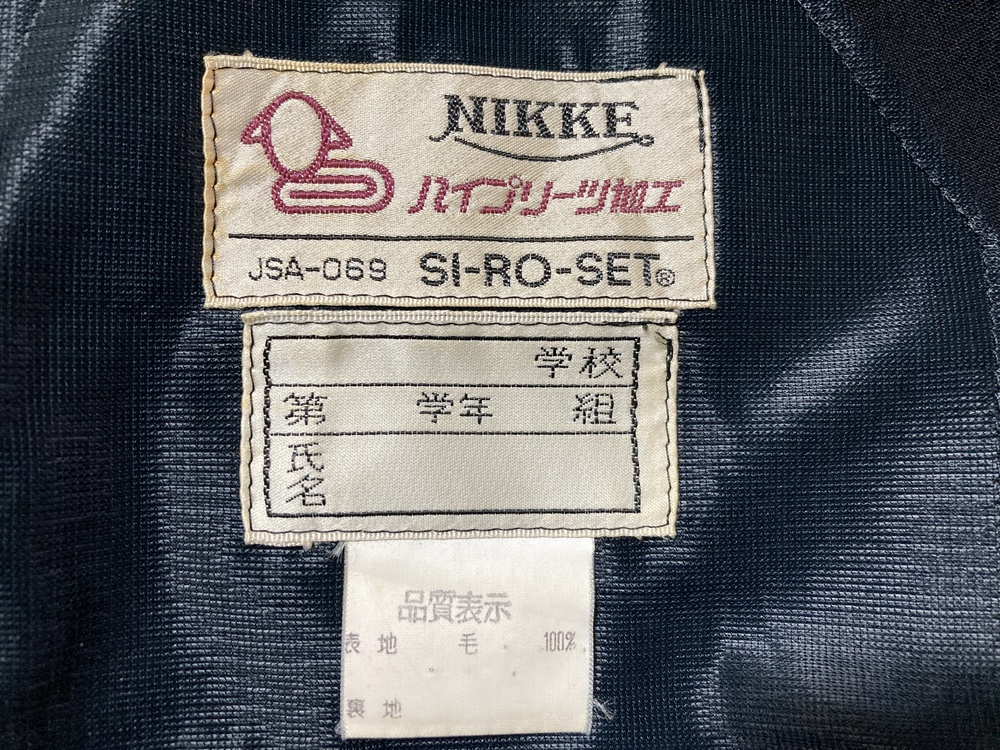 NIKKE
ハイプリーツ加工
JSA-069 SI-RO-SET®
学校
第 学年 組
氏名
品質表示
表地 毛 100%
裏地